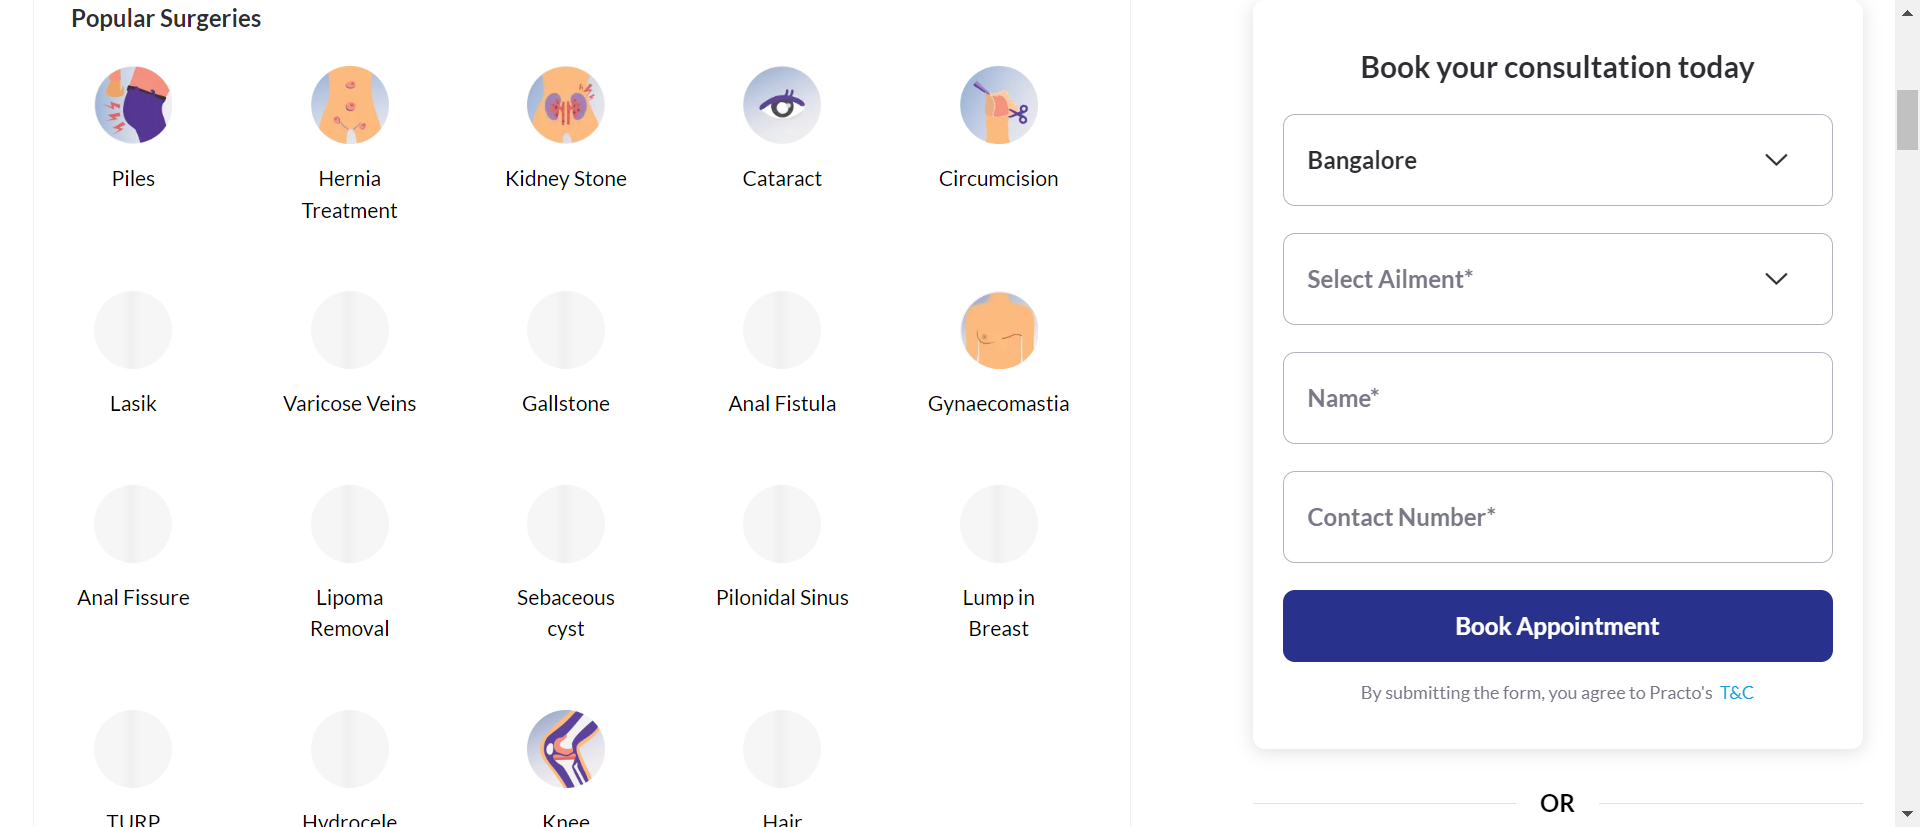 Popular Surgeries
Piles
Hernia
Treatment
Kidney Stone
Cataract
Circumcision
Lasik
Varicose Veins
Gallstone
Anal Fistula
Gynaecomastia
Anal Fissure
Lipoma
Removal
Sebaceous
cyst
Pilonidal Sinus
Lump in
Breast
TURP
Hydrocele
Knee
Hair
Book your consultation today
Bangalore
Select Ailment*
Name*
Contact Number*
Book Appointment
By submitting the form, you agree to Practo's T&C
OR